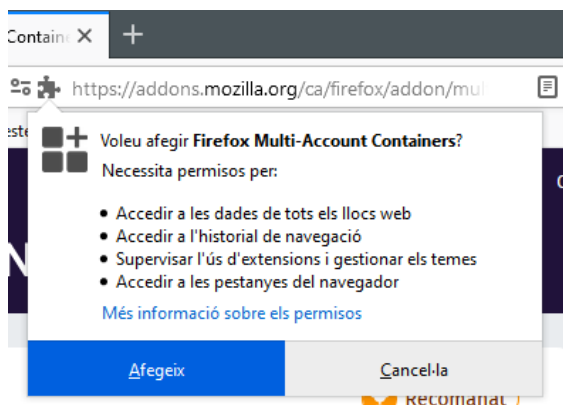 Contain
https://addons.mozilla.org/ca/firefox/addon/mul
este
Voleu afegir Firefox Multi-Account Containers?
Necessita permisos per:
• Accedir a les dades de tots els llocs web
• Accedir a l'historial de navegació
• Supervisar l'ús d'extensions i gestionar els temes
• Accedir a les pestanyes del navegador
Més informació sobre els permisos
N
Afegeix
Cancel·la
Recomanat